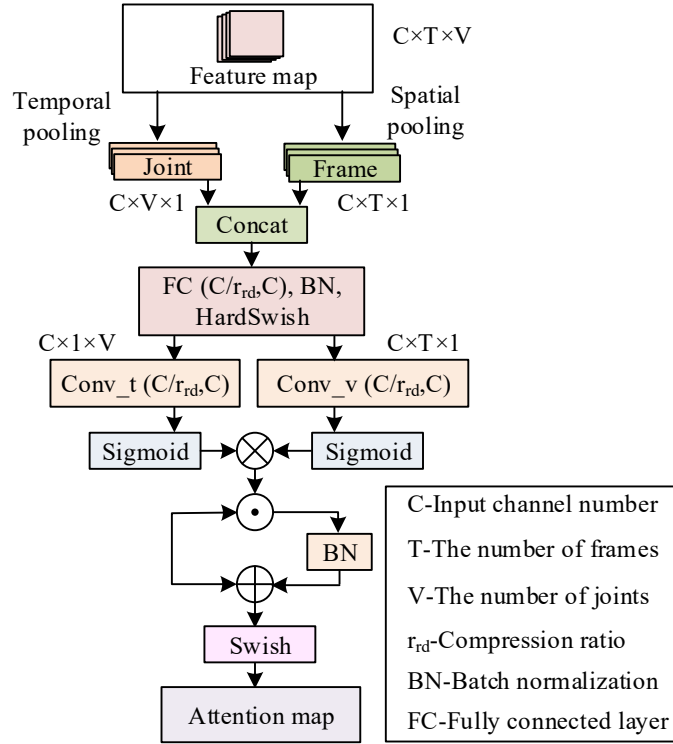 C×T×V
Feature map
Temporal
pooling
Spatial
pooling
Joint
Frame
C×V×1
C×T×1
Concat
FC (C/rrd,C), BN,
HardSwish
C×1×V
C×T×1
Conv_t (C/rrd,C)
Conv_v (C/rrd,C)
Sigmoid
Sigmoid
BN
Swish
Attention map
C-Input channel number
T-The number of frames
V-The number of joints
rrd-Compression ratio
BN-Batch normalization
FC-Fully connected layer